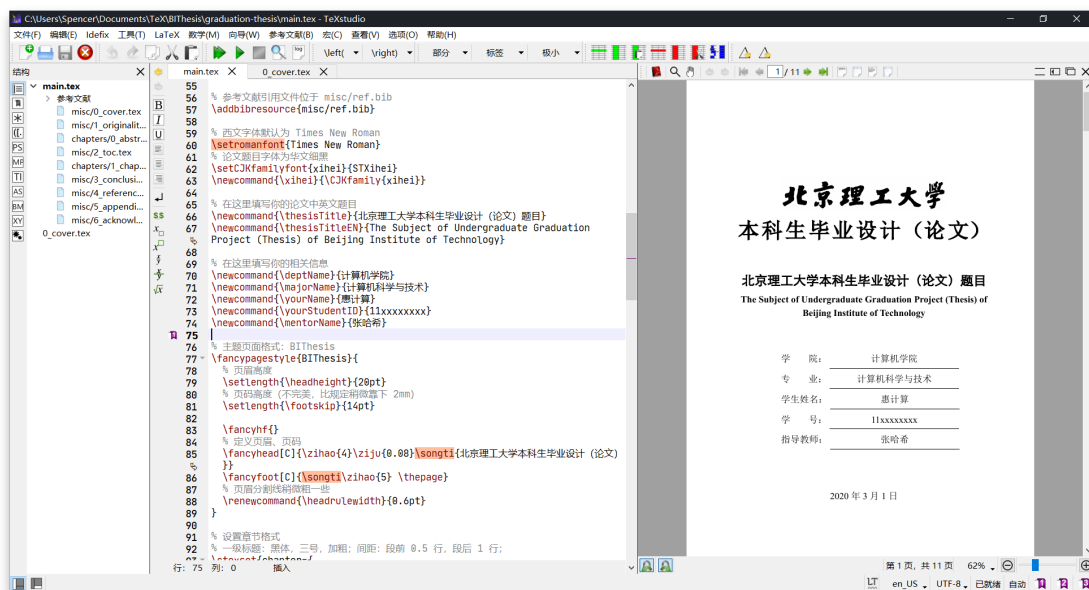 C:\Users\Spencer\Documents\TeX\BIThesis\graduation-thesis\main.tex - TeXstudio
文件(F) 编辑(E) Idefix 工具(T) LaTeX 数学(M) 向导(W) 参考文献(B) 宏(C) 查看(V) 选项(O) 帮助(H)
\left( \right) 部分 标签 极小
结构
main.tex
参考文献
misc/0_cover.tex
misc/1_originalit...
chapters/0_abstr...
misc/2_toc.tex
chapters/1_chap...
misc/3_conclusi...
misc/4_referenc...
misc/5_appendi...
misc/6_acknowl...
0_cover.tex
PS
MP
TI
AS
BM
XY
B
I
U
$$
main.tex 0_cover.tex
55
56 % 参考文献引用文件位于 misc/ref.bib
57 \addbibresource{misc/ref.bib}
58
59 % 西文字体默认为 Times New Roman
60 \setromanfont{Times New Roman}
61 % 论文题目字体为华文细黑
62 \setCJKfamilyfont{xihei}{STXihei}
63 \newcommand{\xihei}{\CJKfamily{xihei}}
64
65 % 在这里填写你的论文中英文题目
66 \newcommand{\thesisTitle}{北京理工大学本科生毕业设计（论文）题目}
67 \newcommand{\thesisTitleEN}{The Subject of Undergraduate Graduation
Project (Thesis) of Beijing Institute of Technology}
68
69 % 在这里填写你的相关信息
70 \newcommand{\deptName}{计算机学院}
71 \newcommand{\majorName}{计算机科学与技术}
72 \newcommand{\yourName}{惠计算}
73 \newcommand{\yourStudentID}{11xxxxxxxx}
74 \newcommand{\mentorName}{张哈希}
75
76 % 主题页面格式：BIThesis
77 \fancypagestyle{BIThesis}{
78 % 页眉高度
79 \setlength{\headheight}{20pt}
80 % 页码高度（不完美，比规定稍微靠下 2mm）
81 \setlength{\footskip}{14pt}
82
83 \fancyhf{}
84 % 定义页眉、页码
85 \fancyhead[C]{\zihao{4}\ziju{0.08}\songti{北京理工大学本科生毕业设计（论文）
}}
86 \fancyfoot[C]{\songti\zihao{5} \thepage}
87 % 页眉分割线稍微粗一些
88 \renewcommand{\headrulewidth}{0.6pt}
89 }
90
91 % 设置章节格式
92 % 一级标题：黑体，三号，加粗；间距：段前 0.5 行，段后 1 行；
行: 75 列: 0 插入
1 / 11
北京理工大学
本科生毕业设计（论文）
北京理工大学本科生毕业设计（论文）题目
The Subject of Undergraduate Graduation Project (Thesis) of
Beijing Institute of Technology
学 院： 计算机学院
专 业： 计算机科学与技术
学生姓名： 惠计算
学 号： 11xxxxxxxx
指导教师： 张哈希
2020 年 3 月 1 日
第 1 页, 共 11 页 62%
LT en_US UTF-8 已就绪 自动